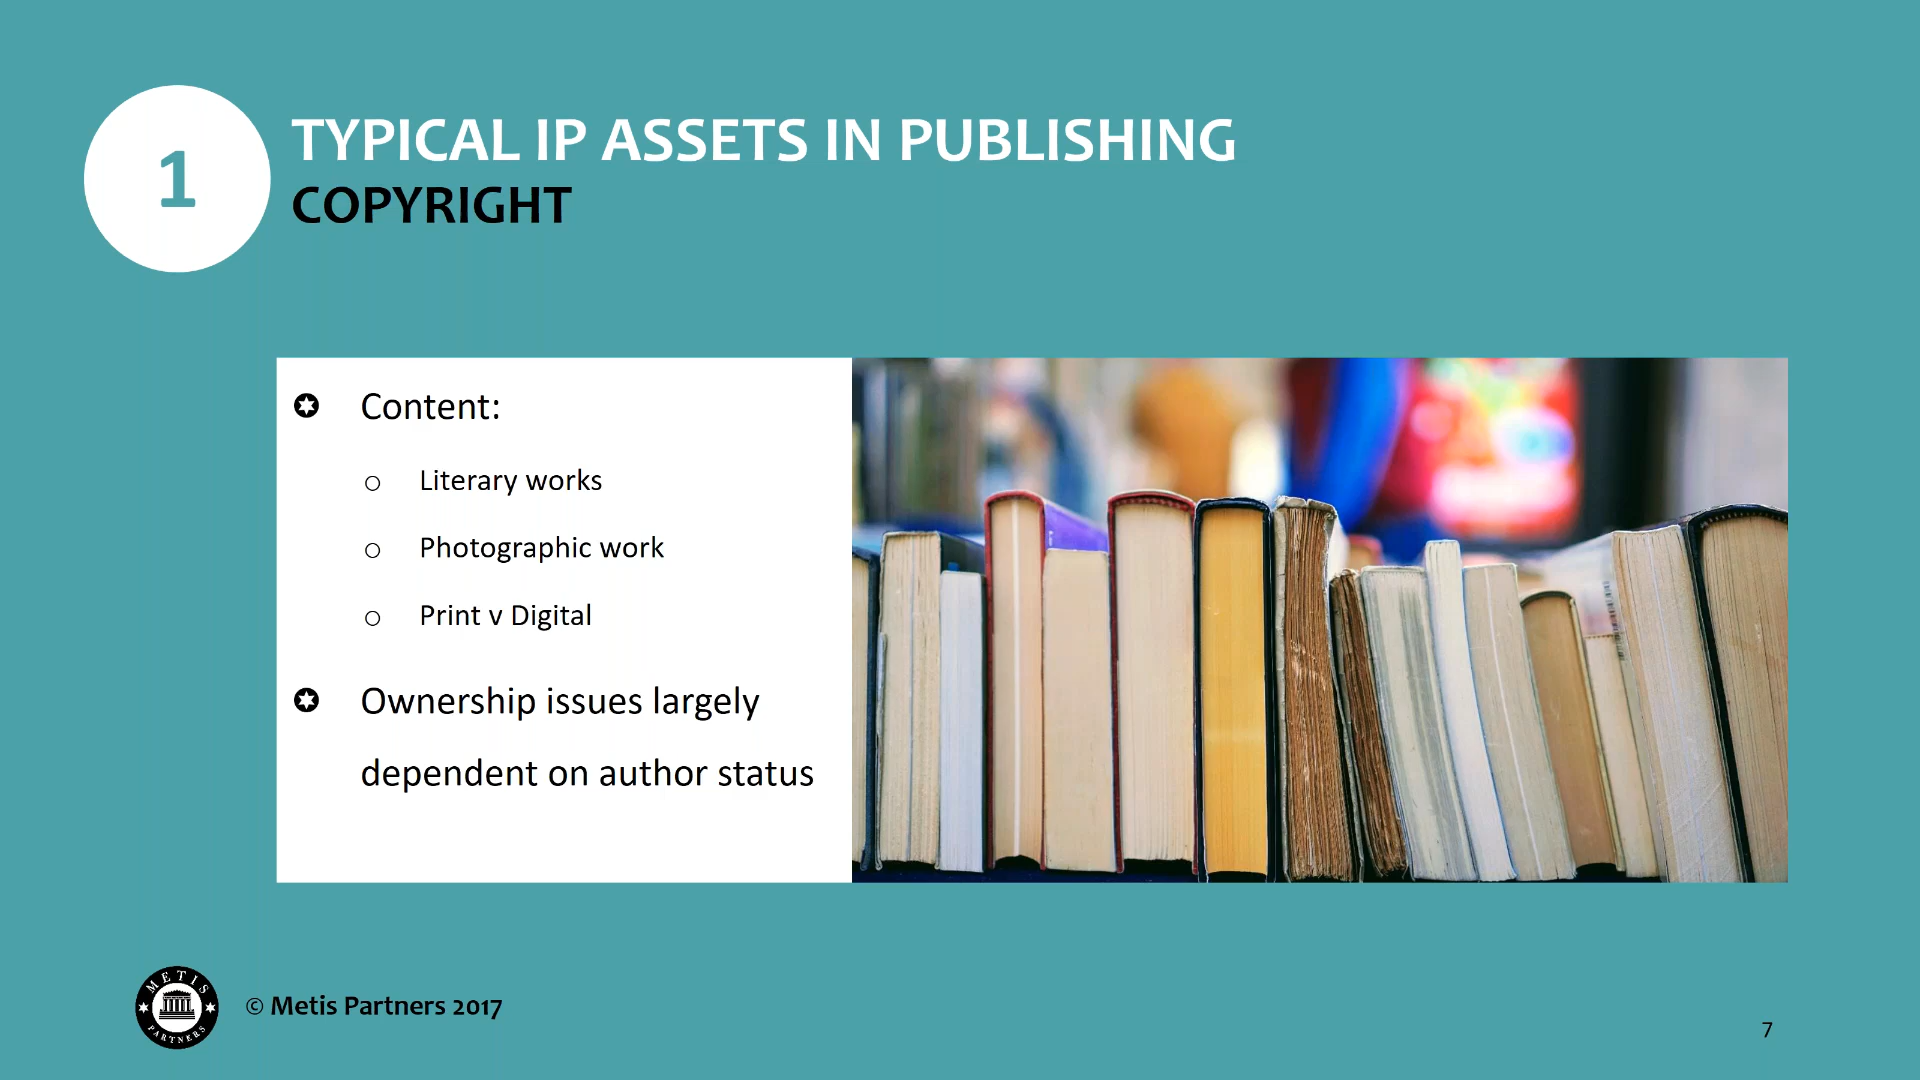 1
TYPICAL IP ASSETS IN PUBLISHING
COPYRIGHT
Content:
Literary works
Photographic work
Print v Digital
Ownership issues largely
dependent on author status
METIS
PARTNERS
© Metis Partners 2017
7